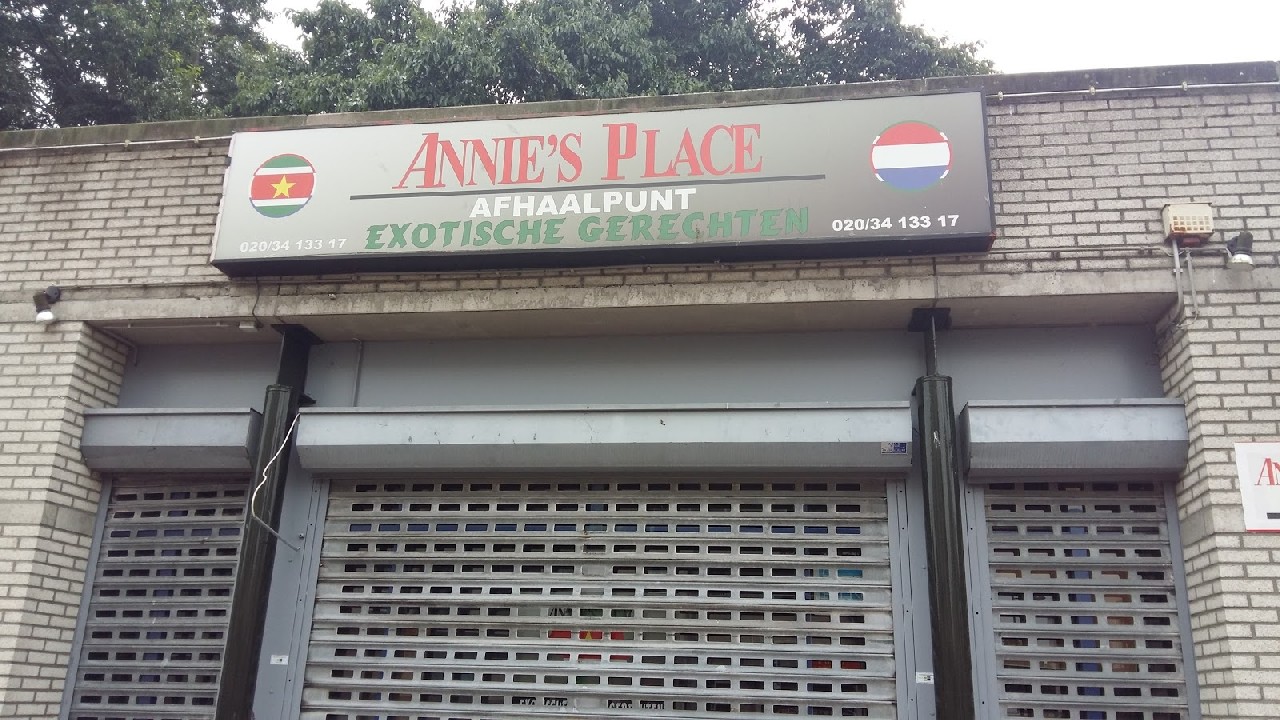 ANNIE'S PLACE
AFHAALPUNT
EXOTISCHE GERECHTEN
020/34 133 17
020/34 133 17